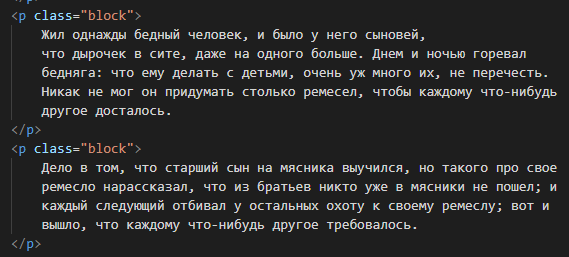 <p class="block">
Жил однажды бедный человек, и было у него сыновей,
что дырочек в сите, даже на одного больше. Днем и ночью горевал
бедняга: что ему делать с детьми, очень уж много их, не перечесть.
Никак не мог он придумать столько ремесел, чтобы каждому что-нибудь
другое досталось.
</p>
<p class="block">
Дело в том, что старший сын на мясника выучился, но такого про свое
ремесло нарассказал, что из братьев никто уже в мясники не пошел; и
каждый следующий отбивал у остальных охоту к своему ремеслу; вот и
вышло, что каждому что-нибудь другое требовалось.
</p>